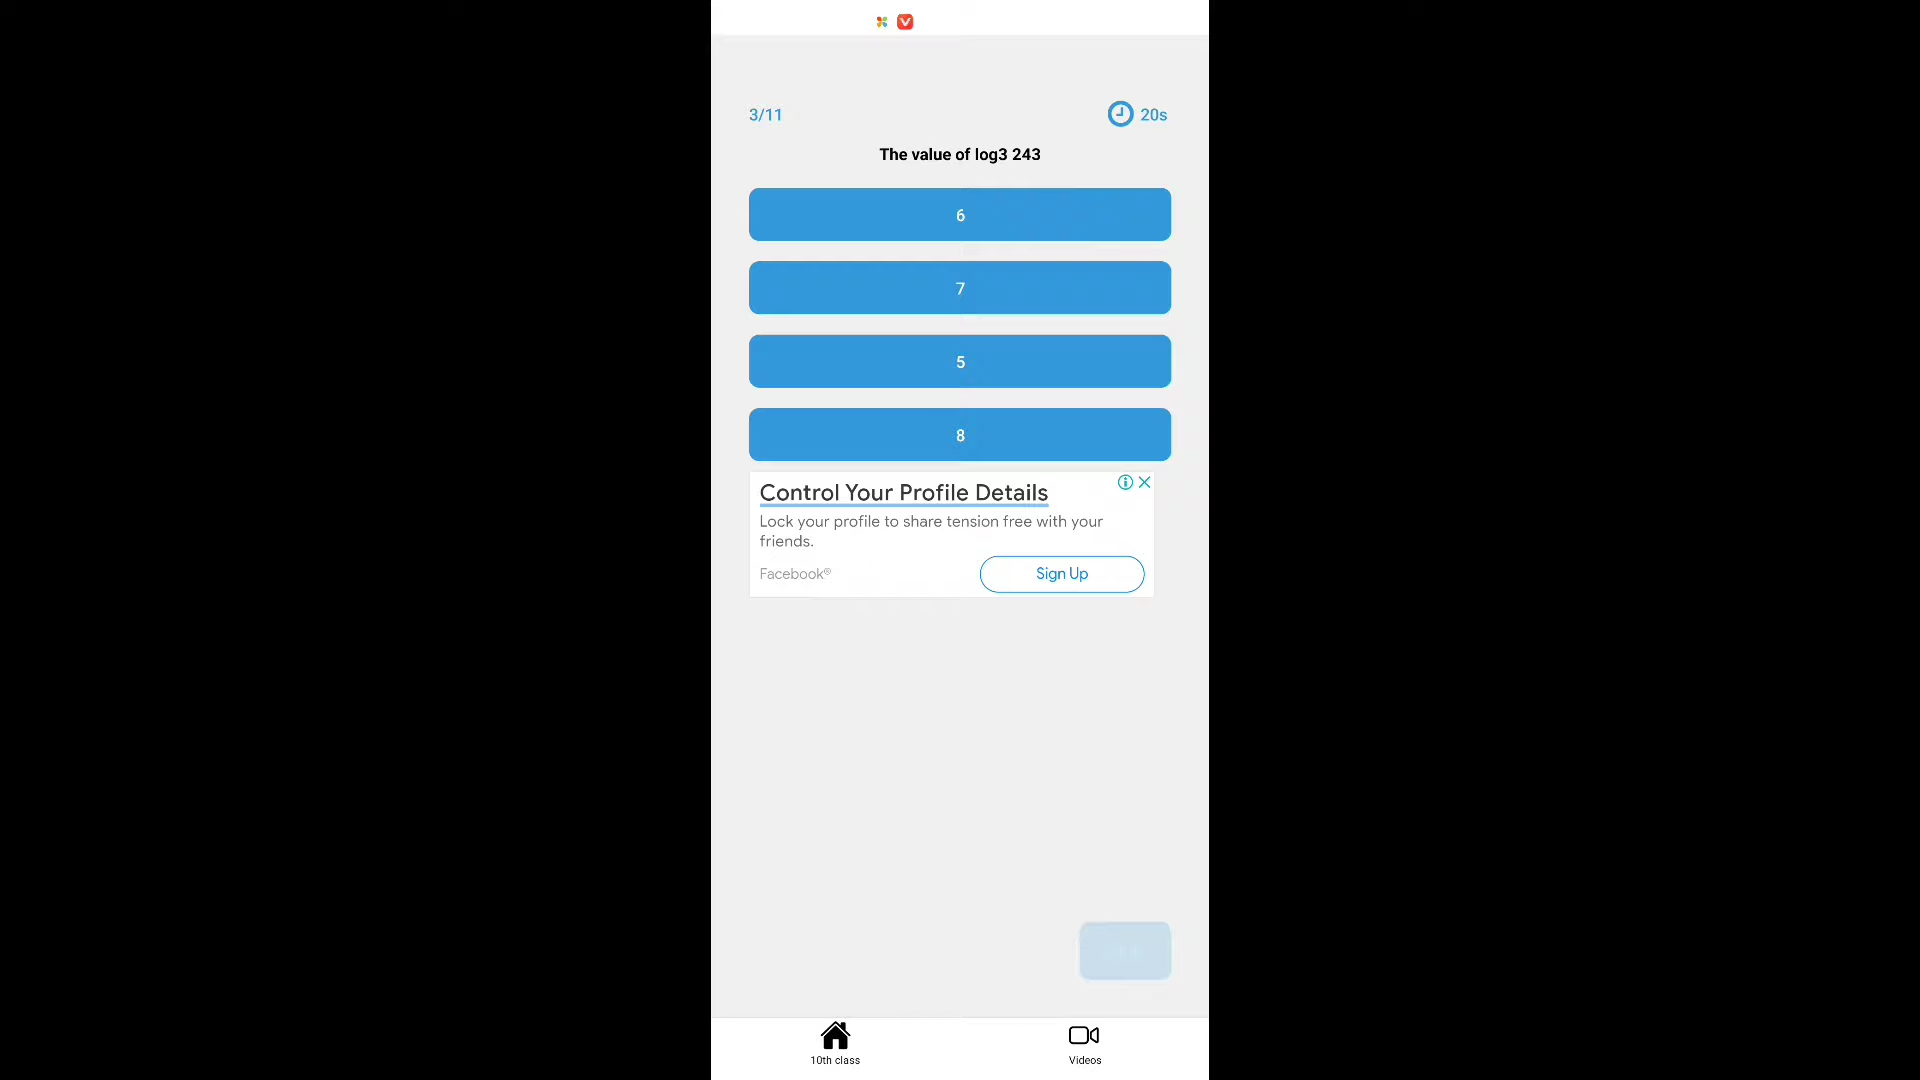 3/11
20s
The value of log3 243
6
7
5
8
Control Your Profile Details
Lock your profile to share tension free with your
friends.
Facebook®
Sign Up
10th class
Videos